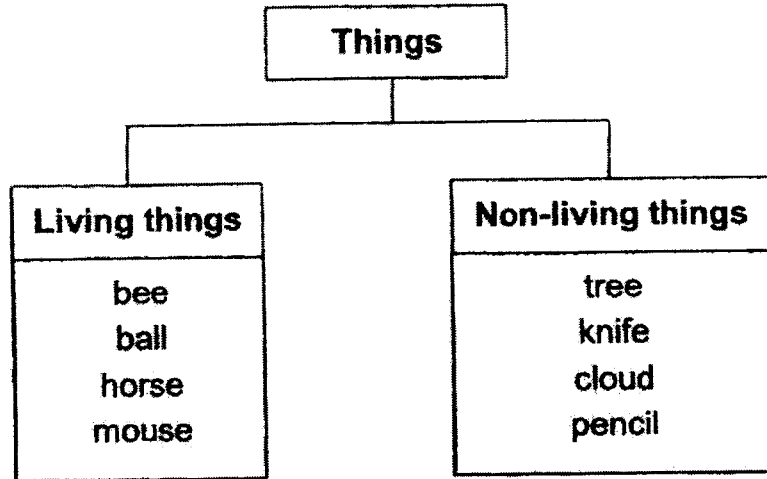 Things
Living things
bee
ball
horse
mouse
Non-living things
tree
knife
cloud
pencil